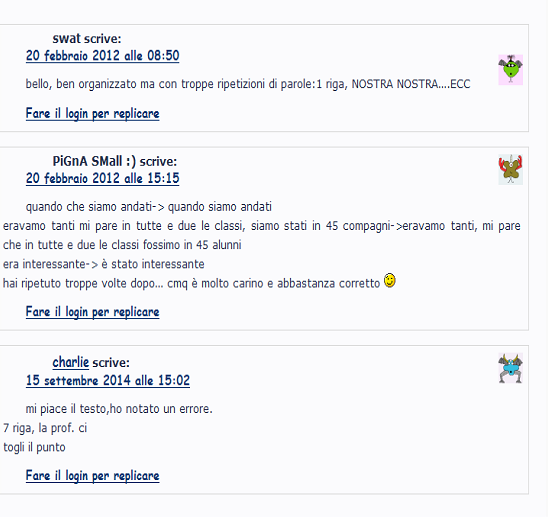 swat scrive:
20 febbraio 2012 alle 08:50
bello, ben organizzato ma con troppe ripetizioni di parole:1 riga, NOSTRA NOSTRA....ECC
Fare il login per replicare
PiGnA SMall :) scrive:
20 febbraio 2012 alle 15:15
quando che siamo andati-> quando siamo andati
eravamo tanti mi pare in tutte e due le classi, siamo stati in 45 compagni->eravamo tanti, mi pare
che in tutte e due le classi fossimo in 45 alunni
era interessante-> è stato interessante
hai ripetuto troppe volte dopo... cmq è molto carino e abbastanza corretto
Fare il login per replicare
charlie scrive:
15 settembre 2014 alle 15:02
mi piace il testo,ho notato un errore.
7 riga, la prof. ci
togli il punto
Fare il login per replicare